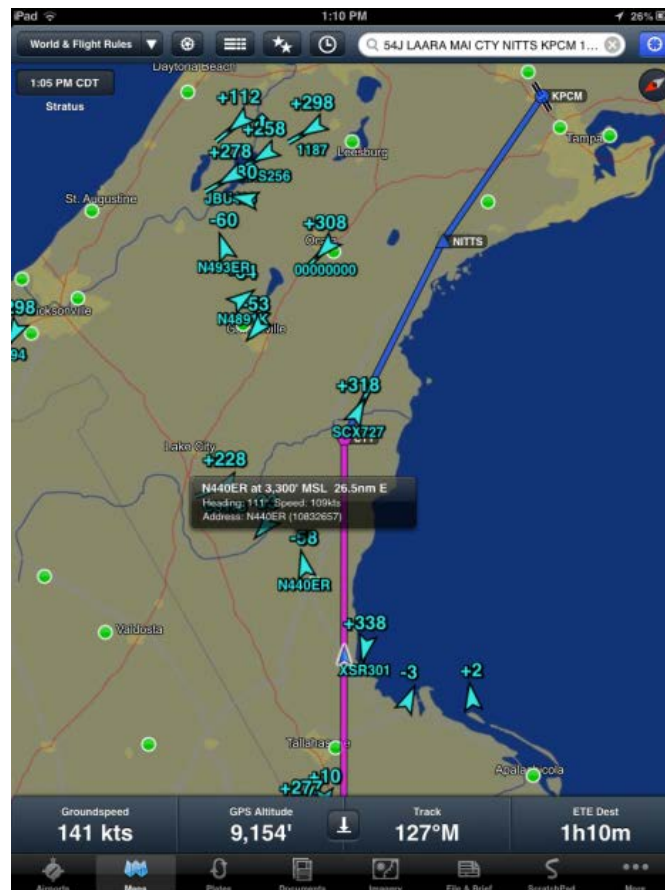 iPad
1:10 PM
26%
World & Flight Rules ▼
54J LAARA MAI CTY NITTS KPCM 1...
1:05 PM CDT
Stratus
Daytona Beach
+112
+298
KPCM
+258
1187
Tampa
+278
Leesburg
S256
St. Augustine
-60
+308
N493ER
00000000
NITTS
-53
N4891K
+318
SCX727
CTY
Lake City
+228
N440ER at 3,300' MSL 26.5nm E
Heading: 111° Speed: 109kts
Address: N440ER (10832657)
-58
N440ER
Valdosta
+338
XSR301
-3
+2
+10
+277
Apalachicola
Groundspeed
141 kts
GPS Altitude
9,154'
Track
127°M
ETE Dest
1h10m
Airports
Maps
Plates
Documents
Imagery
File & Brief
ScratchPad
More